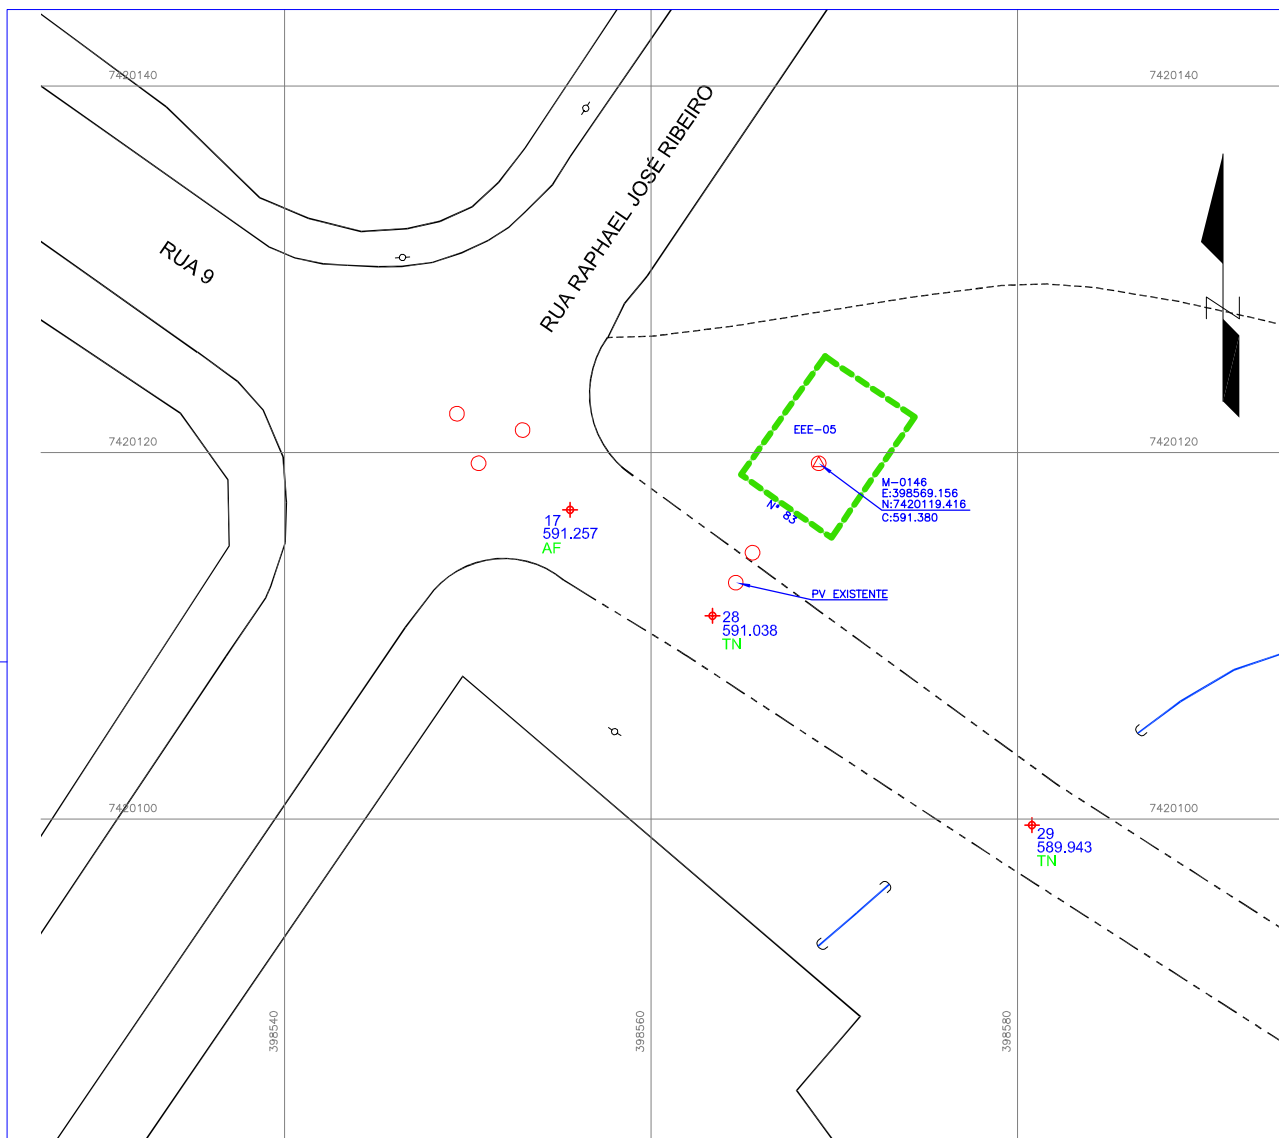 7420140
7420140
RUA RAPHAEL JOSÉ RIBEIRO
RUA 9
N
7420120
7420120
EEE-05
M-0146
E:398569.156
N:7420119.416
C:591.380
N° 83
17
591.257
AF
PV EXISTENTE
28
591.038
TN
7420100
7420100
29
589.943
TN
398540
398560
398580